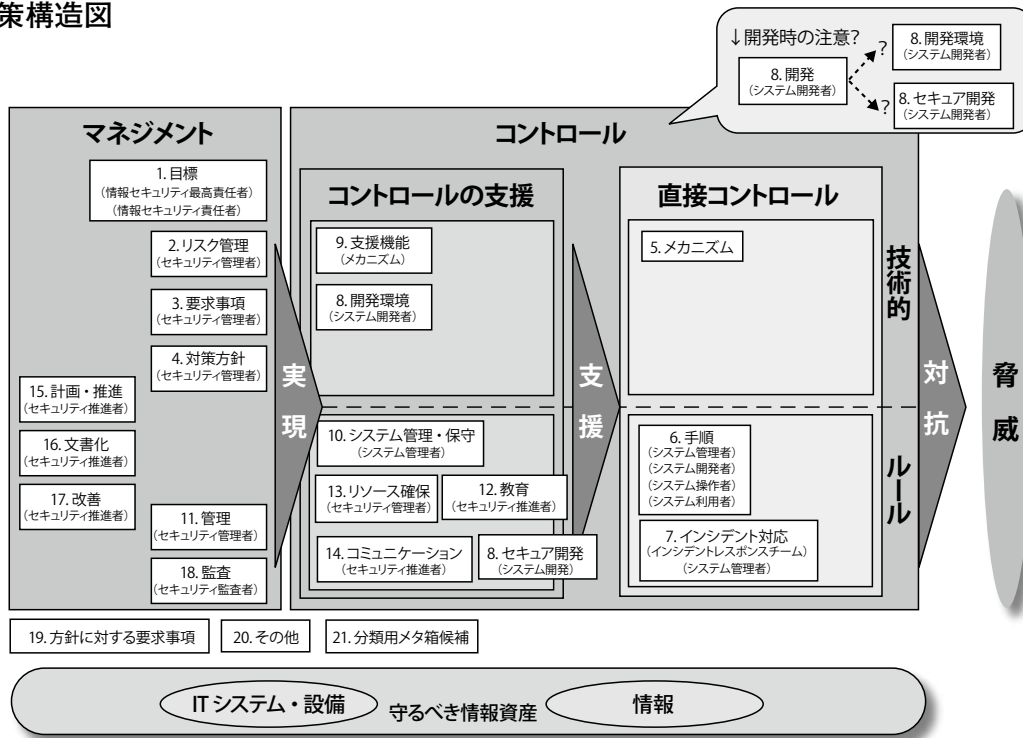 策構造図
↓開発時の注意?
8. 開発
(システム開発者)
?
8. 開発環境
(システム開発者)
?
8. セキュア開発
(システム開発者)
マネジメント
1. 目標
(情報セキュリティ最高責任者)
(情報セキュリティ責任者)
2. リスク管理
(セキュリティ管理者)
3. 要求事項
(セキュリティ管理者)
4. 対策方針
(セキュリティ管理者)
15. 計画・推進
(セキュリティ推進者)
16. 文書化
(セキュリティ推進者)
17. 改善
(セキュリティ推進者)
11. 管理
(セキュリティ管理者)
18. 監査
(セキュリティ監査者)
実現
コントロール
コントロールの支援
9. 支援機能
(メカニズム)
8. 開発環境
(システム開発者)
10. システム管理・保守
(システム管理者)
13. リソース確保
(セキュリティ管理者)
12. 教育
(セキュリティ推進者)
14. コミュニケーション
(セキュリティ推進者)
8. セキュア開発
(システム開発)
支援
直接コントロール
5. メカニズム
6. 手順
(システム管理者)
(システム開発者)
(システム操作者)
(システム利用者)
7. インシデント対応
(インシデントレスポンスチーム)
(システム管理者)
技術的
ルール
対抗
脅威
19. 方針に対する要求事項
20. その他
21. 分類用メタ箱候補
IT システム・設備
守るべき情報資産
情報